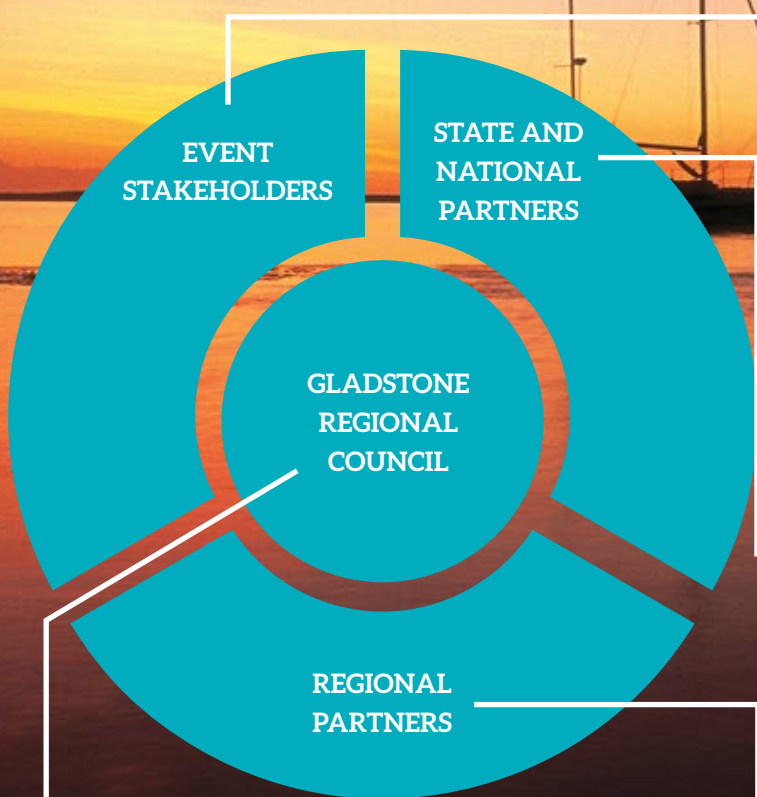 EVENT
STAKEHOLDERS
STATE AND
NATIONAL
PARTNERS
GLADSTONE
REGIONAL
COUNCIL
REGIONAL
PARTNERS